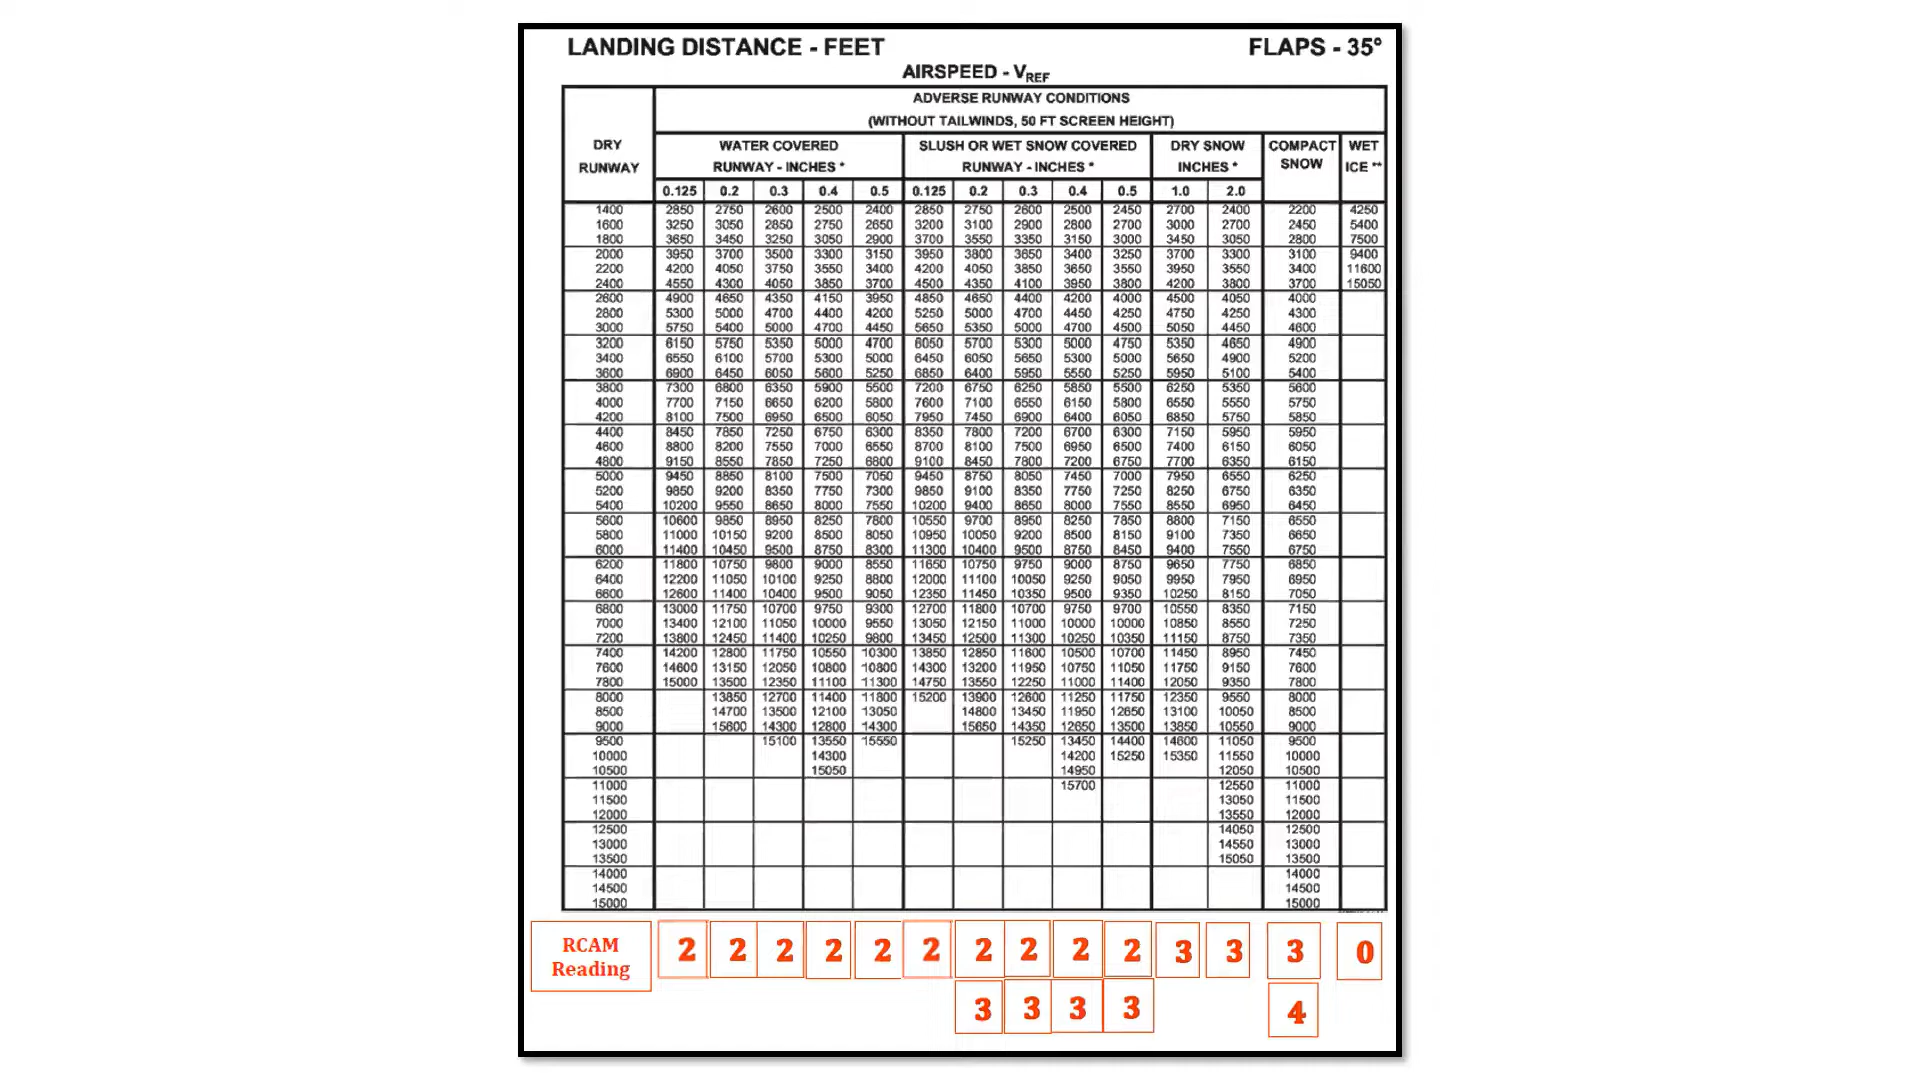 LANDING DISTANCE - FEET FLAPS - 35°
AIRSPEED - VREF
ADVERSE RUNWAY CONDITIONS
(WITHOUT TAILWINDS, 50 FT SCREEN HEIGHT)
DRY RUNWAY WATER COVERED RUNWAY - INCHES * SLUSH OR WET SNOW COVERED RUNWAY - INCHES * DRY SNOW INCHES * COMPACT SNOW WET ICE **
0.125 0.2 0.3 0.4 0.5 0.125 0.2 0.3 0.4 0.5 1.0 2.0
1400 2850 2750 2600 2500 2400 2850 2750 2600 2500 2450 2700 2400 2200 4250
1600 3250 3050 2850 2750 2650 3200 3100 2900 2800 2700 3000 2700 2450 5400
1800 3650 3450 3250 3050 2900 3700 3550 3350 3150 3000 3450 3050 2800 7500
2000 3950 3700 3500 3300 3150 3950 3800 3650 3400 3250 3700 3300 3100 9400
2200 4200 4050 3750 3550 3400 4200 4050 3850 3650 3550 3950 3550 3400 11600
2400 4550 4300 4050 3850 3700 4500 4350 4100 3950 3800 4200 3800 3700 15050
2600 4900 4650 4350 4150 3950 4850 4650 4400 4200 4000 4500 4050 4000
2800 5300 5000 4700 4400 4200 5250 5000 4700 4450 4250 4750 4250 4300
3000 5750 5400 5000 4700 4450 5650 5350 5000 4700 4500 5050 4450 4600
3200 6150 5750 5350 5000 4700 6050 5700 5300 5000 4750 5350 4650 4900
3400 6550 6100 5700 5300 5000 6450 6050 5650 5300 5000 5650 4900 5200
3600 6900 6450 6050 5600 5250 6850 6400 5950 5550 5250 5950 5100 5400
3800 7300 6800 6350 5900 5500 7200 6750 6250 5850 5500 6250 5350 5600
4000 7700 7150 6650 6200 5800 7600 7100 6550 6150 5800 6550 5550 5750
4200 8100 7500 6950 6500 6050 7950 7450 6900 6400 6050 6850 5750 5850
4400 8450 7850 7250 6750 6300 8350 7800 7200 6700 6300 7150 5950 5950
4600 8800 8200 7550 7000 6550 8700 8100 7500 6950 6500 7400 6150 6050
4800 9150 8550 7850 7250 6800 9100 8450 7800 7200 6750 7700 6350 6150
5000 9450 8850 8100 7500 7050 9450 8750 8050 7450 7000 7950 6550 6250
5200 9850 9200 8350 7750 7300 9850 9100 8350 7750 7250 8250 6750 6350
5400 10200 9550 8650 8000 7550 10200 9400 8650 8000 7550 8550 6950 6450
5600 10600 9850 8950 8250 7800 10550 9700 8950 8250 7850 8800 7150 6550
5800 11000 10150 9200 8500 8050 10950 10050 9200 8500 8150 9100 7350 6650
6000 11400 10450 9500 8750 8300 11300 10400 9500 8750 8450 9400 7550 6750
6200 11800 10750 9800 9000 8550 11650 10750 9750 9000 8750 9650 7750 6850
6400 12200 11050 10100 9250 8800 12000 11100 10050 9250 9050 9950 7950 6950
6600 12600 11400 10400 9500 9050 12350 11450 10350 9500 9350 10250 8150 7050
6800 13000 11750 10700 9750 9300 12700 11800 10700 9750 9700 10550 8350 7150
7000 13400 12100 11050 10000 9550 13050 12150 11000 10000 10000 10850 8550 7250
7200 13800 12450 11400 10250 9800 13450 12500 11300 10250 10350 11150 8750 7350
7400 14200 12800 11750 10550 10300 13850 12850 11600 10500 10700 11450 8950 7450
7600 14600 13150 12050 10800 10800 14300 13200 11950 10750 11050 11750 9150 7600
7800 15000 13500 12350 11100 11300 14750 13550 12250 11000 11400 12050 9350 7800
8000 13850 12700 11400 11800 15200 13900 12600 11250 11750 12350 9550 8000
8500 14700 13500 12100 13050 14800 13450 11950 12650 13100 10050 8500
9000 15600 14300 12800 14300 15650 14350 12650 13500 13850 10550 9000
9500 15100 13550 15550 15250 13450 14400 14600 11050 9500
10000 14300 14200 15250 15350 11550 10000
10500 15050 14950 12050 10500
11000 15700 12550 11000
11500 13050 11500
12000 13550 12000
12500 14050 12500
13000 14550 13000
13500 15050 13500
14000 14000
14500 14500
15000 15000
RCAM Reading 2 2 2 2 2 2 2 2 2 2 3 3 3 0
3 3 3 3 4